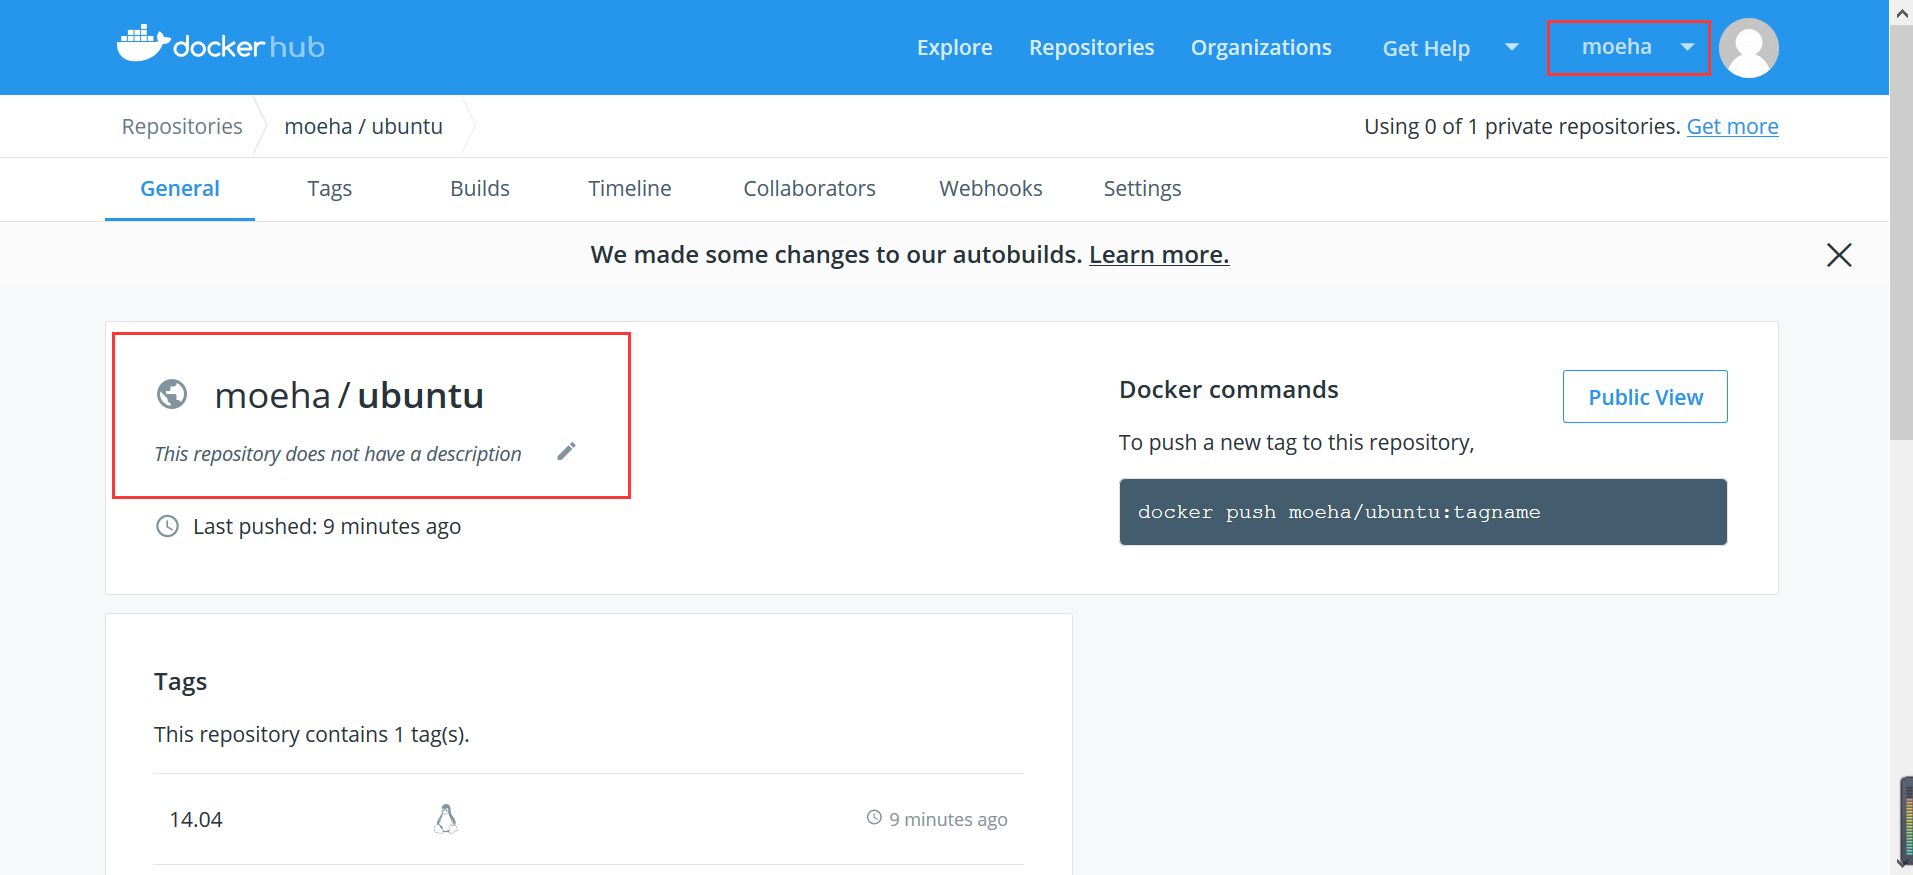 docker hub
Explore Repositories Organizations Get Help moeha
Repositories moeha / ubuntu Using 0 of 1 private repositories. Get more
General Tags Builds Timeline Collaborators Webhooks Settings
We made some changes to our autobuilds. Learn more.
moeha / ubuntu
This repository does not have a description
Last pushed: 9 minutes ago
Docker commands
Public View
To push a new tag to this repository,
docker push moeha/ubuntu:tagname
Tags
This repository contains 1 tag(s).
14.04 9 minutes ago